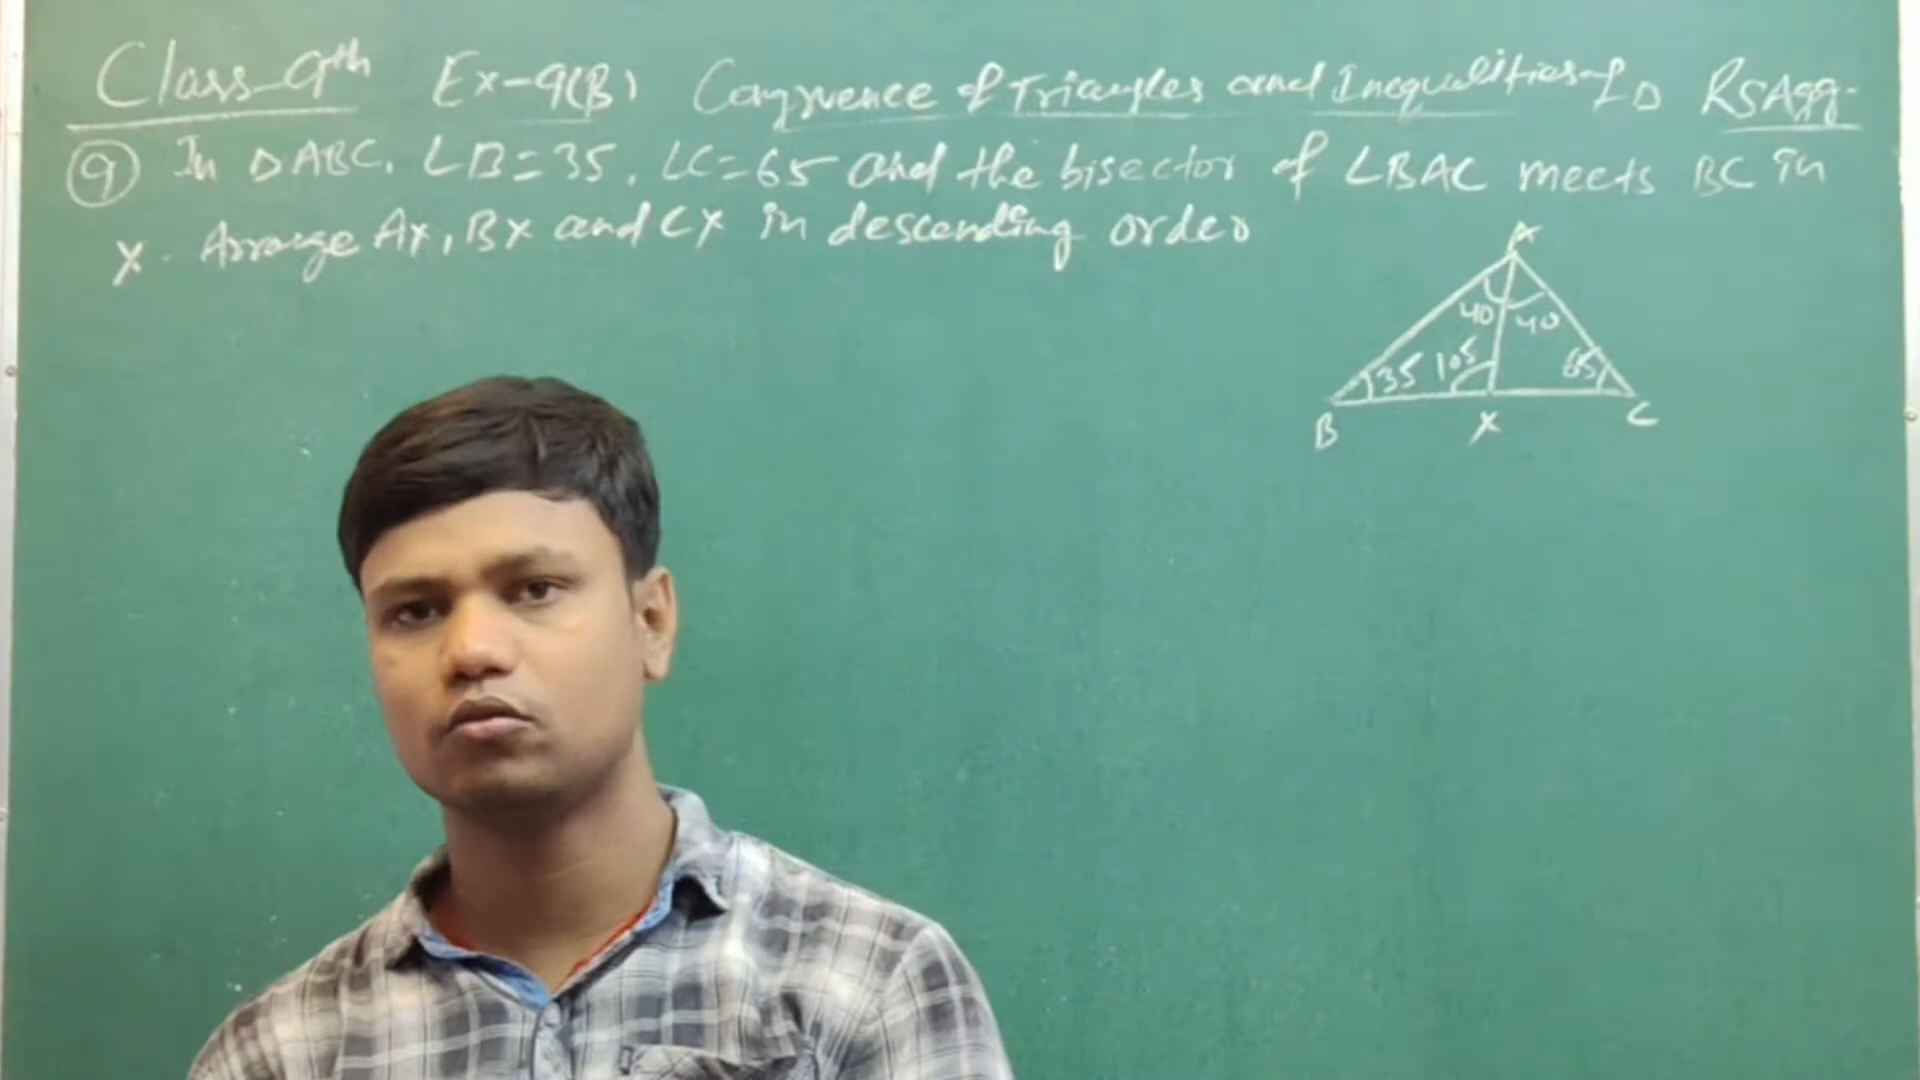 Class-9th Ex-9(B) Congruence of Triangles and Inequalities of Δ RSAgg.
9 In ΔABC, ∠B=35, ∠C=65 and the bisector of ∠BAC meets BC in
X. Arrange AX, BX and CX in descending order
A
40 40
35 105 65
B X C